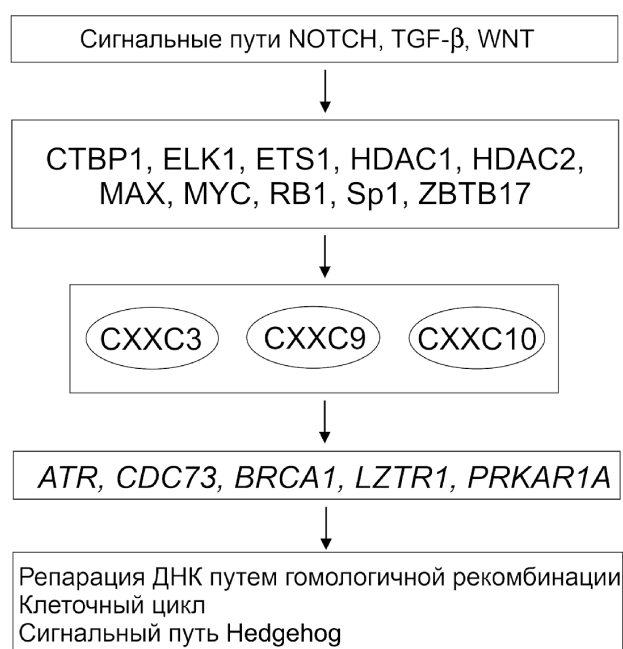 Сигнальные пути NOTCH, TGF-β, WNT
CTBP1, ELK1, ETS1, HDAC1, HDAC2,
MAX, MYC, RB1, Sp1, ZBTB17
CXXC3 CXXC9 CXXC10
ATR, CDC73, BRCA1, LZTR1, PRKAR1A
Репарация ДНК путем гомологичной рекомбинации
Клеточный цикл
Сигнальный путь Hedgehog